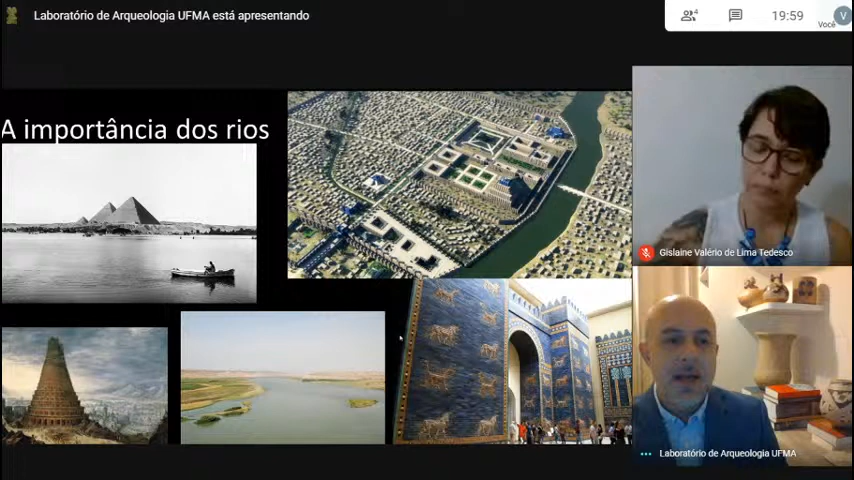 Laboratório de Arqueologia UFMA está apresentando
4
19:59
Você
V
A importância dos rios
Gislaine Valério de Lima Tedesco
Laboratório de Arqueologia UFMA